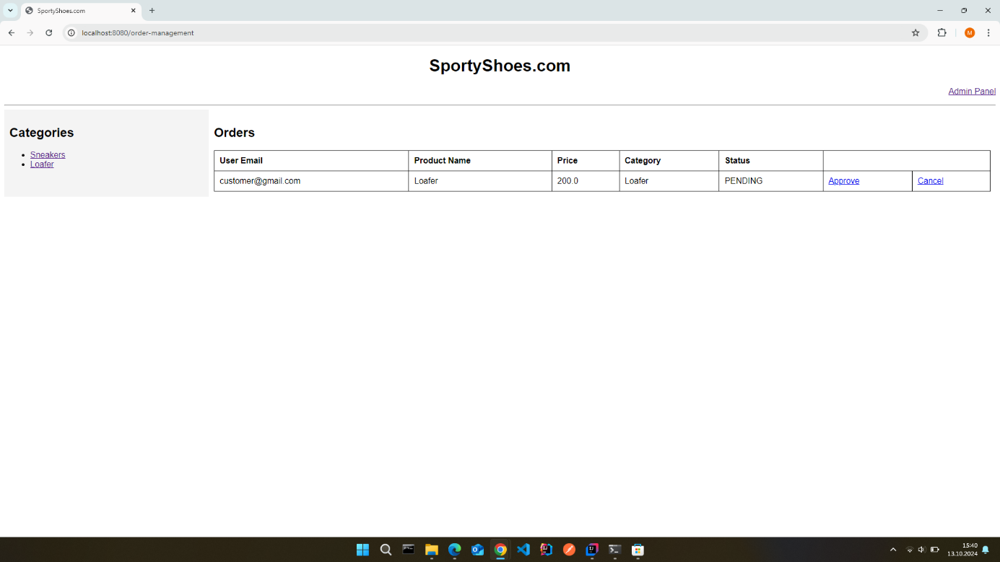 SportyShoes.com
localhost:8080/order-management
M
SportyShoes.com
Admin Panel
Categories
Sneakers
Loafer
Orders
User Email Product Name Price Category Status
customer@gmail.com Loafer 200.0 Loafer PENDING Approve Cancel
15:40
13.10.2024